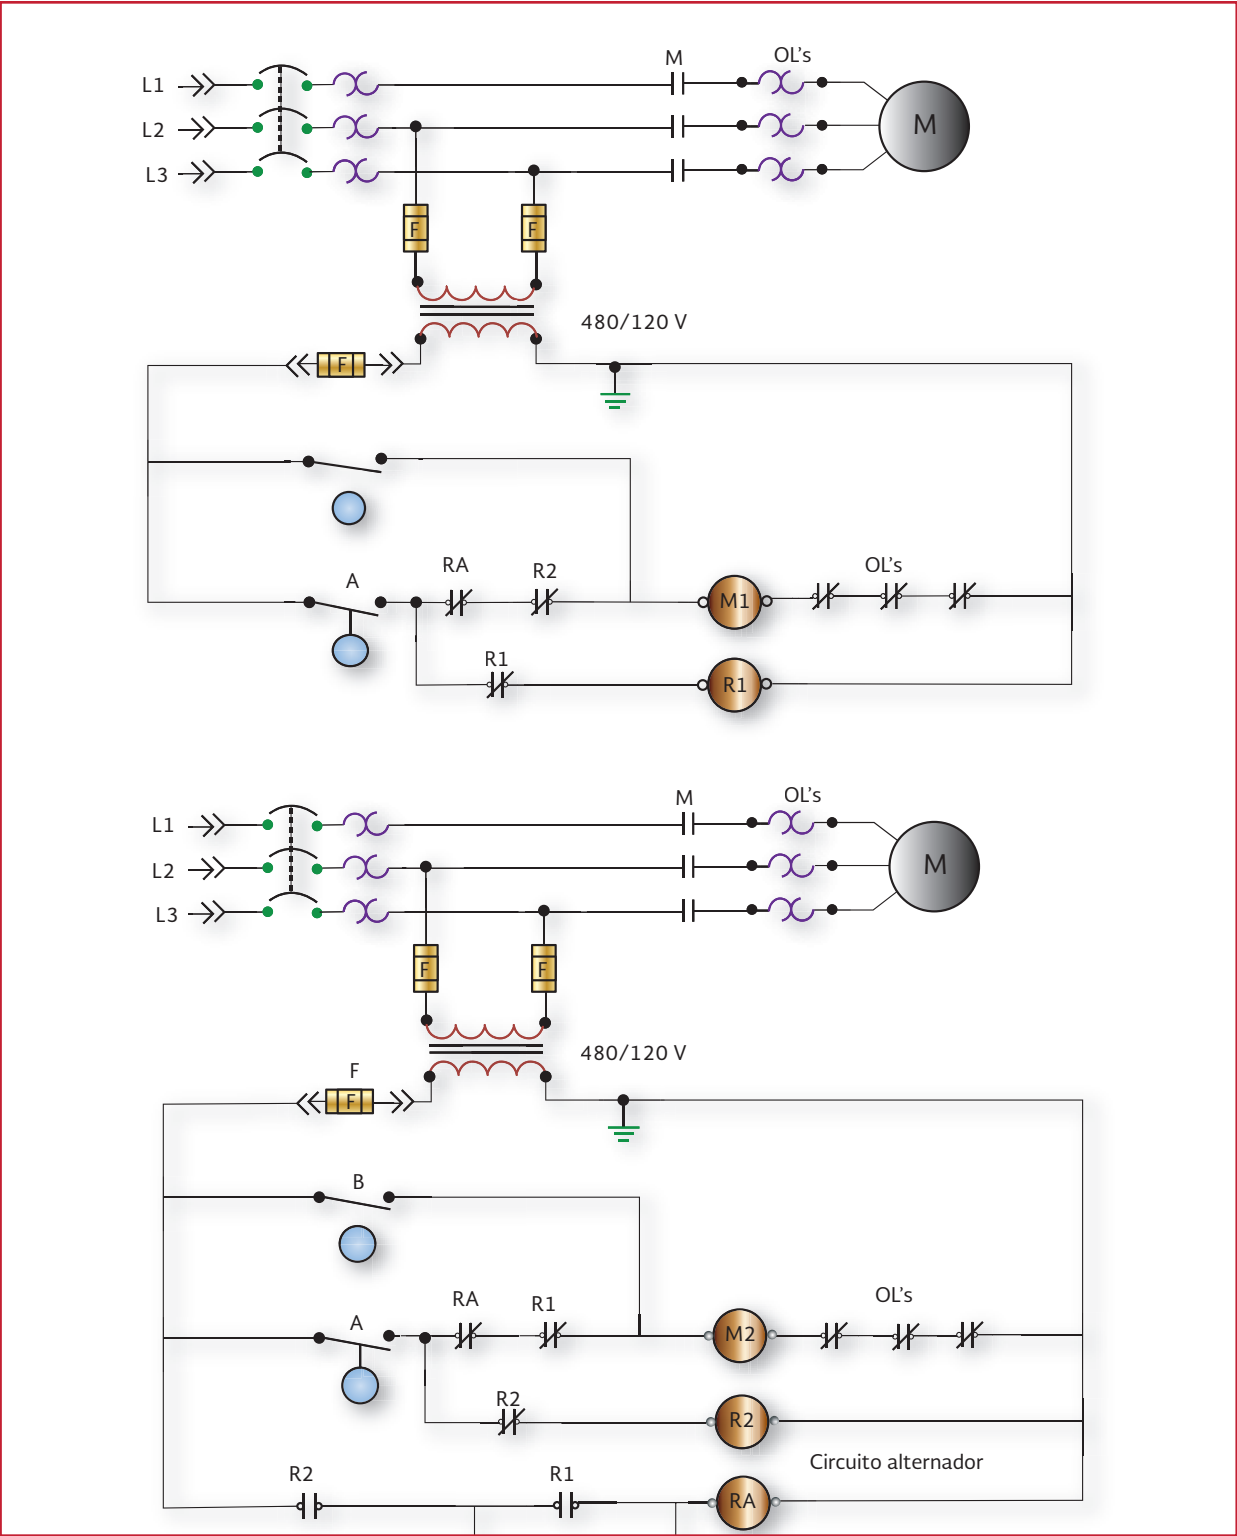 M OL's
L1
M
L2
L3
F F
480/120 V
F
RA R2 OL's
A
M1
R1
R1
M OL's
L1
M
L2
L3
F F
480/120 V
F
F
B
RA R1 OL's
A
M2
R2
R2
Circuito alternador
R2 R1
RA